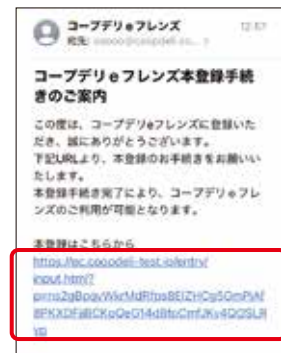 コープデリeフレンズ
12:57
宛先:
コープデリeフレンズ本登録手続
きのご案内
この度は、コープデリeフレンズに登録いた
だき、誠にありがとうございます。
下記URLより、本登録のお手続きをお願いい
たします。
本登録手続き完了により、コープデリeフレ
ンズのご利用が可能となります。
本登録はこちらから
https://ec.coopdeli-test.io/entry/
input.html?